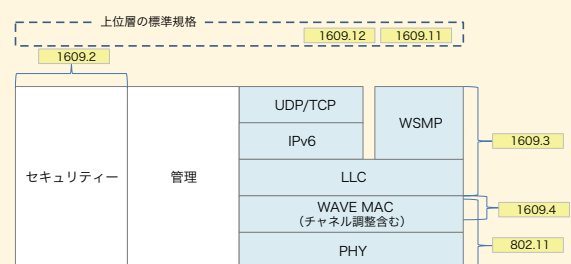 上位層の標準規格
1609.12
1609.11
1609.2
UDP/TCP
WSMP
IPv6
1609.3
セキュリティー
管理
LLC
WAVE MAC
（チャネル調整含む）
1609.4
PHY
802.11